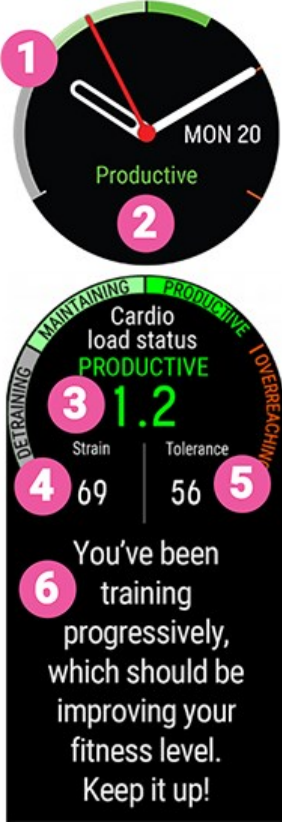 1
MON 20
Productive
2
DETRAINING
MAINTAINING
PRODUCTIVE
OVERREACHING
Cardio
load status
PRODUCTIVE
3
1.2
Strain
Tolerance
4
69
56
5
You've been
6
training
progressively,
which should be
improving your
fitness level.
Keep it up!